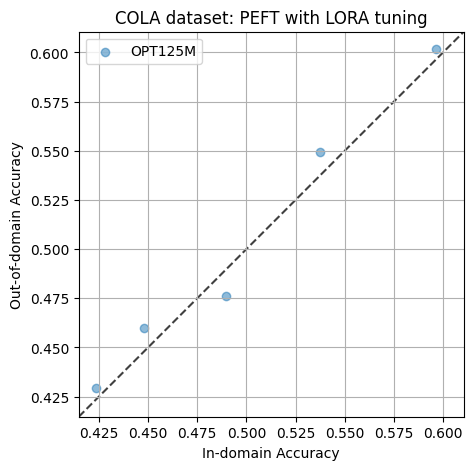 COLA dataset: PEFT with LORA tuning
OPT125M
Out-of-domain Accuracy
0.600
0.575
0.550
0.525
0.500
0.475
0.450
0.425
0.425 0.450 0.475 0.500 0.525 0.550 0.575 0.600
In-domain Accuracy